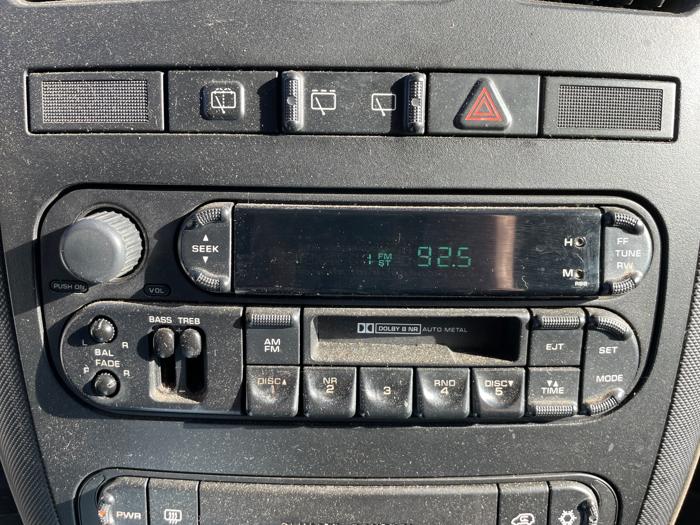 ▲
SEEK
▼
FM
ST
92.5
H
M
RBR
FF
TUNE
RW
PUSH ON
VOL
BASS TREB
L R
BAL
FADE
F R
AM
FM
DOLBY B NR AUTO METAL
EJT
SET
MODE
DISC▲
1
NR
2
3
RND
4
DISC▼
5
▼▲
TIME
PWR